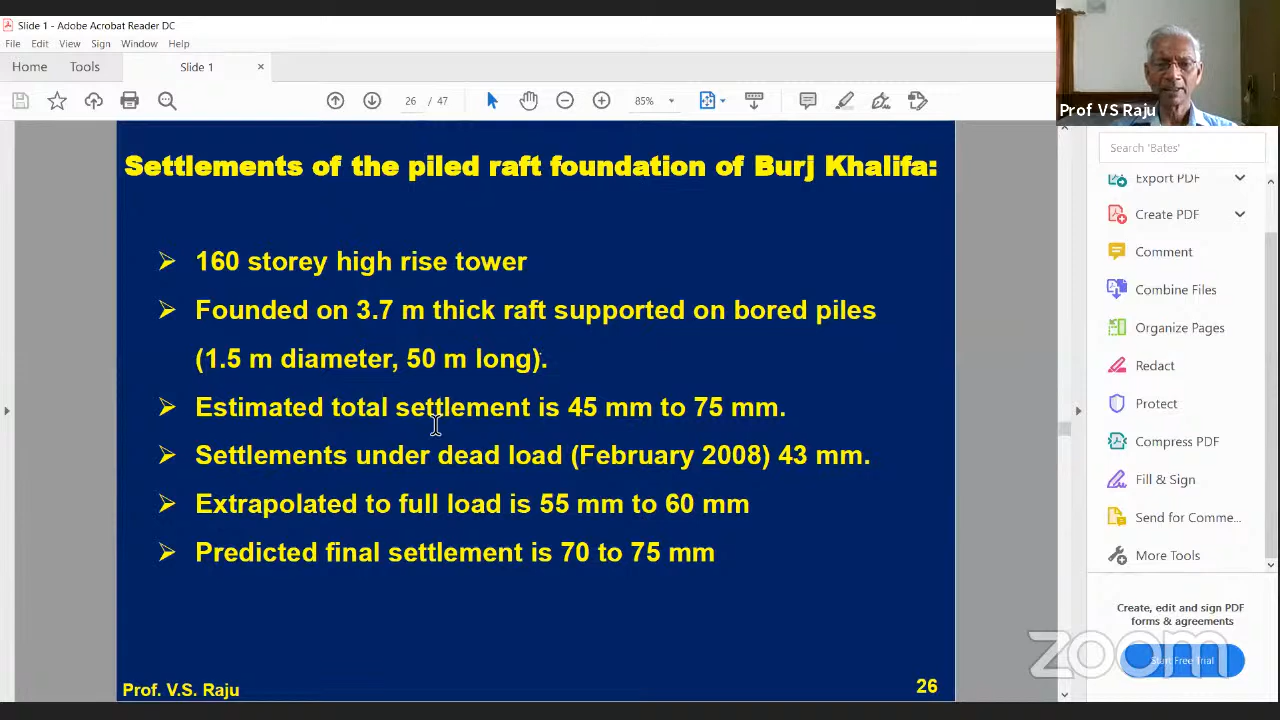 Slide 1 - Adobe Acrobat Reader DC
File Edit View Sign Window Help
Home Tools Slide 1 ×
26 / 47 85%
Prof VS Raju
Settlements of the piled raft foundation of Burj Khalifa:
160 storey high rise tower
Founded on 3.7 m thick raft supported on bored piles
(1.5 m diameter, 50 m long).
Estimated total settlement is 45 mm to 75 mm.
Settlements under dead load (February 2008) 43 mm.
Extrapolated to full load is 55 mm to 60 mm
Predicted final settlement is 70 to 75 mm
Prof. V.S. Raju 26
Search 'Bates'
Export PDF
Create PDF
Comment
Combine Files
Organize Pages
Redact
Protect
Compress PDF
Fill & Sign
Send for Comme...
More Tools
Create, edit and sign PDF
forms & agreements
Start Free Trial
zoom